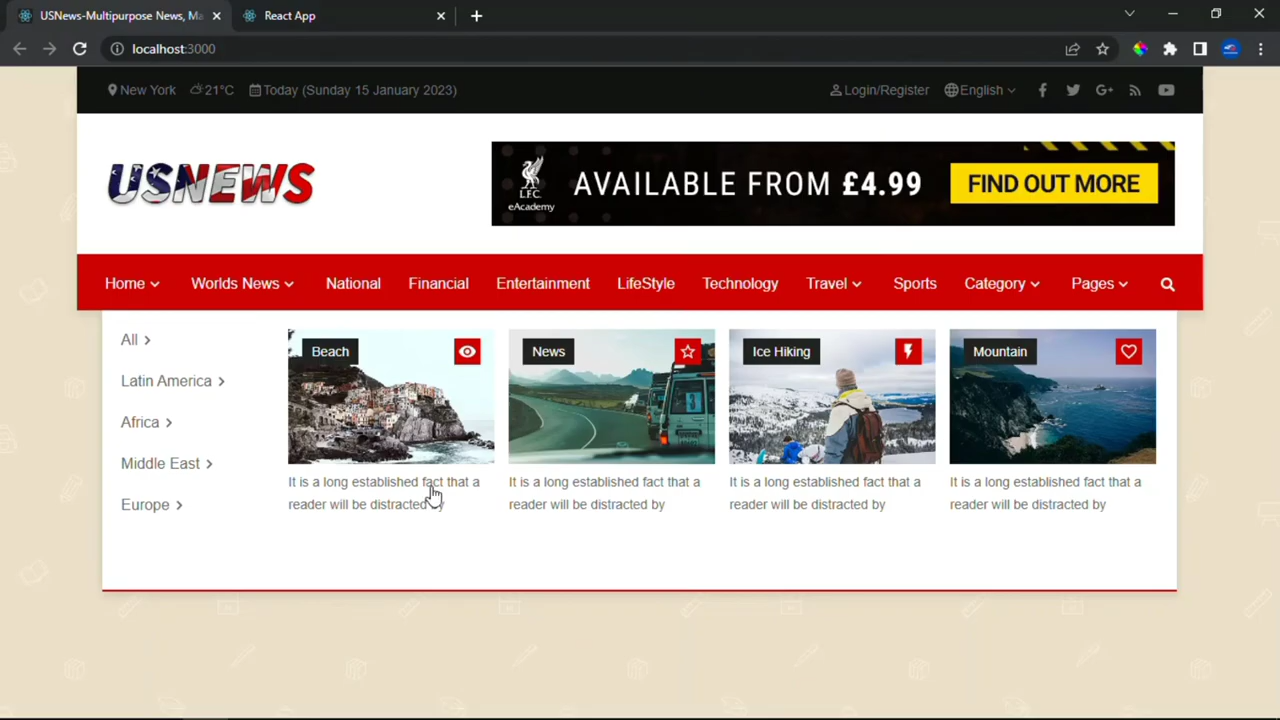 USNews-Multipurpose News, Ma
React App
localhost:3000
New York 21°C Today (Sunday 15 January 2023)
Login/Register English
USNEWS
L.F.C.
eAcademy
AVAILABLE FROM £4.99
FIND OUT MORE
Home Worlds News National Financial Entertainment LifeStyle Technology Travel Sports Category Pages
All
Latin America
Africa
Middle East
Europe
Beach
It is a long established fact that a
reader will be distracted by
News
3
It is a long established fact that a
reader will be distracted by
Ice Hiking
It is a long established fact that a
reader will be distracted by
Mountain
It is a long established fact that a
reader will be distracted by